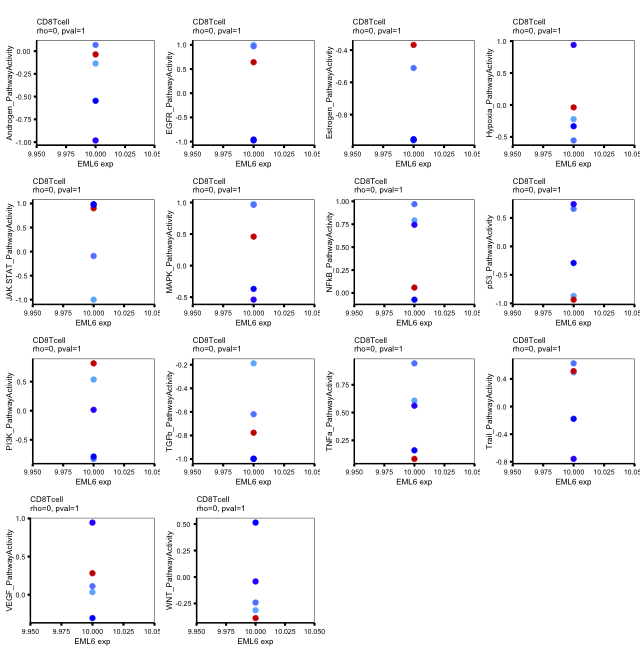 CD8Tcell
rho=0, pval=1
Androgen_PathwayActivity
0.00
-0.25
-0.50
-0.75
-1.00
9.950 9.975 10.000 10.025 10.05
EML6 exp
CD8Tcell
rho=0, pval=1
EGFR_PathwayActivity
1.0
0.5
0.0
-0.5
-1.0
9.950 9.975 10.000 10.025 10.05
EML6 exp
CD8Tcell
rho=0, pval=1
Estrogen_PathwayActivity
-0.4
-0.8
9.950 9.975 10.000 10.025 10.05
EML6 exp
CD8Tcell
rho=0, pval=1
Hypoxia_PathwayActivity
1.0
0.5
0.0
-0.5
9.950 9.975 10.000 10.025 10.05
EML6 exp
CD8Tcell
rho=0, pval=1
JAK.STAT_PathwayActivity
1.0
0.5
0.0
-0.5
-1.0
9.950 9.975 10.000 10.025 10.05
EML6 exp
CD8Tcell
rho=0, pval=1
MAPK_PathwayActivity
1.0
0.5
0.0
-0.5
9.950 9.975 10.000 10.025 10.05
EML6 exp
CD8Tcell
rho=0, pval=1
NFkB_PathwayActivity
1.00
0.75
0.50
0.25
0.00
9.950 9.975 10.000 10.025 10.05
EML6 exp
CD8Tcell
rho=0, pval=1
p53_PathwayActivity
0.5
0.0
-0.5
-1.0
9.950 9.975 10.000 10.025 10.05
EML6 exp
CD8Tcell
rho=0, pval=1
PI3K_PathwayActivity
0.5
0.0
-0.5
9.950 9.975 10.000 10.025 10.05
EML6 exp
CD8Tcell
rho=0, pval=1
TGFb_PathwayActivity
-0.2
-0.4
-0.6
-0.8
-1.0
9.950 9.975 10.000 10.025 10.05
EML6 exp
CD8Tcell
rho=0, pval=1
TNFa_PathwayActivity
0.75
0.50
0.25
9.950 9.975 10.000 10.025 10.05
EML6 exp
CD8Tcell
rho=0, pval=1
Trail_PathwayActivity
0.4
0.0
-0.4
-0.8
9.950 9.975 10.000 10.025 10.05
EML6 exp
CD8Tcell
rho=0, pval=1
VEGF_PathwayActivity
1.0
0.5
0.0
9.950 9.975 10.000 10.025 10.05
EML6 exp
CD8Tcell
rho=0, pval=1
WNT_PathwayActivity
0.50
0.25
0.00
-0.25
9.950 9.975 10.000 10.025 10.050
EML6 exp